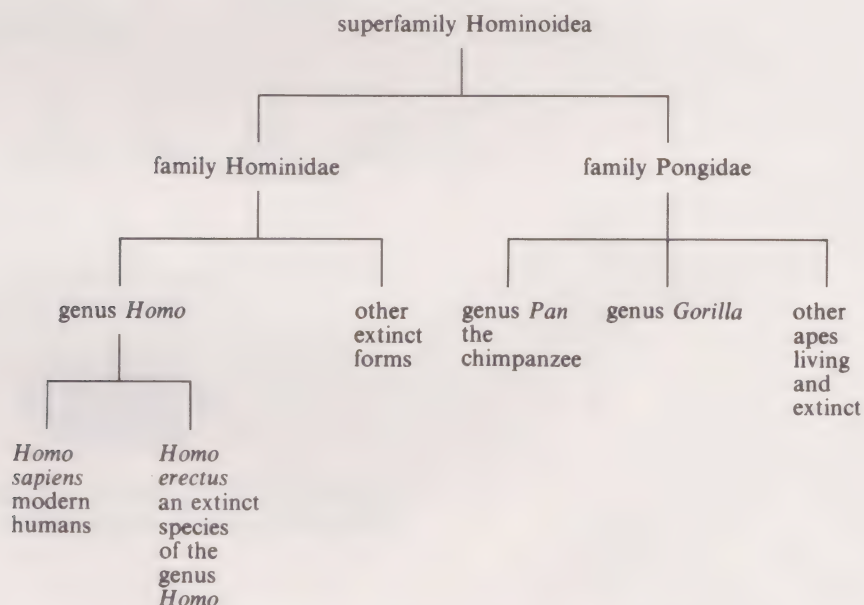 superfamily Hominoidea
family Hominidae
family Pongidae
genus Homo
other
extinct
forms
genus Pan
the
chimpanzee
genus Gorilla
other
apes
living
and
extinct
Homo
sapiens
modern
humans
Homo
erectus
an extinct
species
of the
genus
Homo